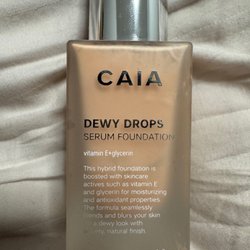 CAIA
DEWY DROPS
SERUM FOUNDATION
vitamin E+glycerin
This hybrid foundation is
boosted with skincare
actives such as vitamin E
and glycerin for moisturizing
and antioxidant properties.
The formula seamlessly
blends and blurs your skin
a dewy look with
natural finish.